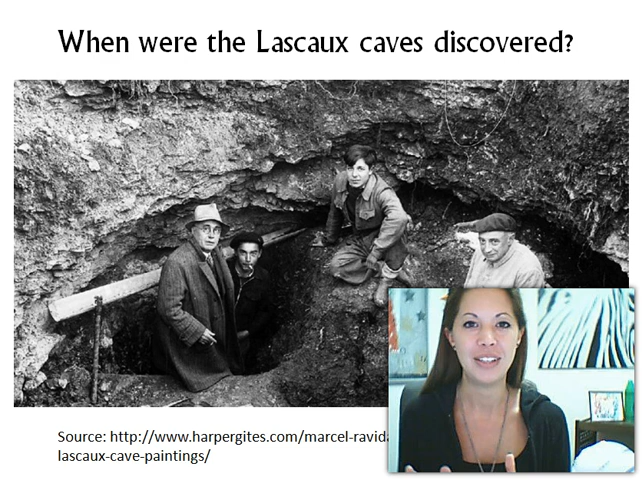 When were the Lascaux caves discovered?
Source: http://www.harpergites.com/marcel-ravida
lascaux-cave-paintings/